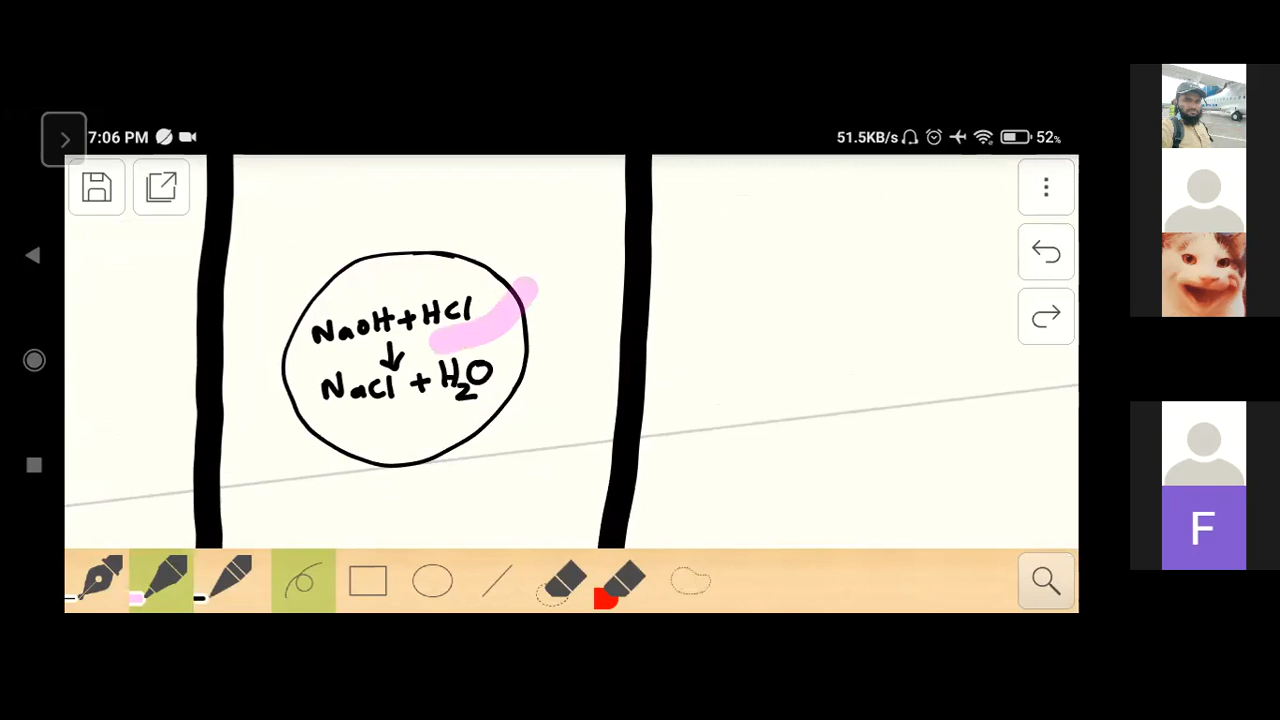 7:06 PM
51.5KB/s 52%
NaOH+HCl
↓
NaCl + H₂O
F